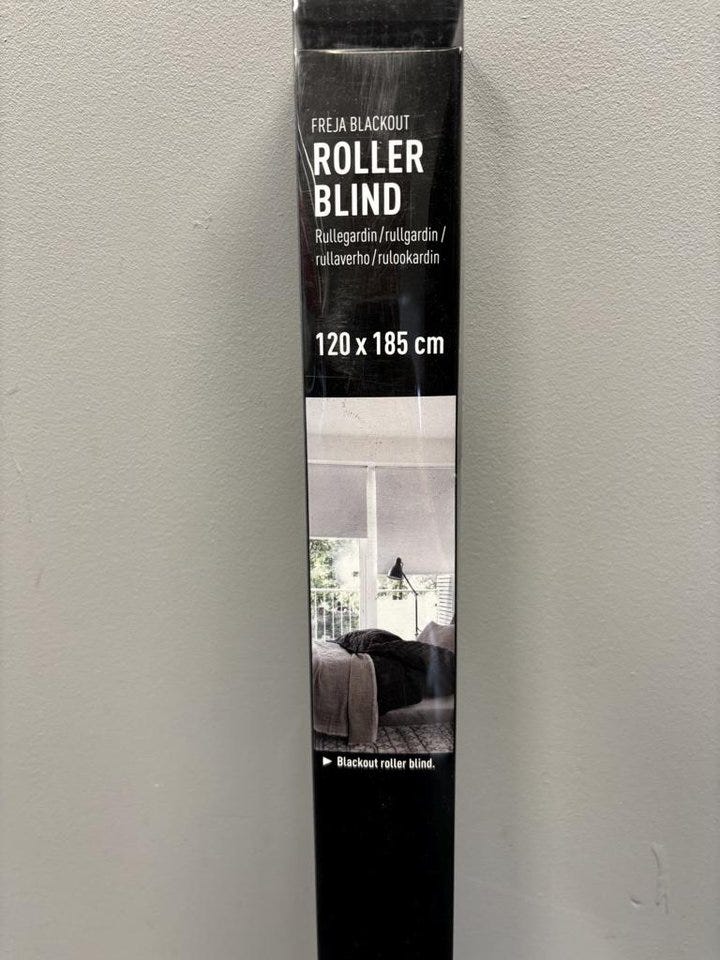 FREJA BLACKOUT
ROLLER
BLIND
Rullegardin/rullgardin/
rullaverho/rulookardin
120 x 185 cm
► Blackout roller blind.